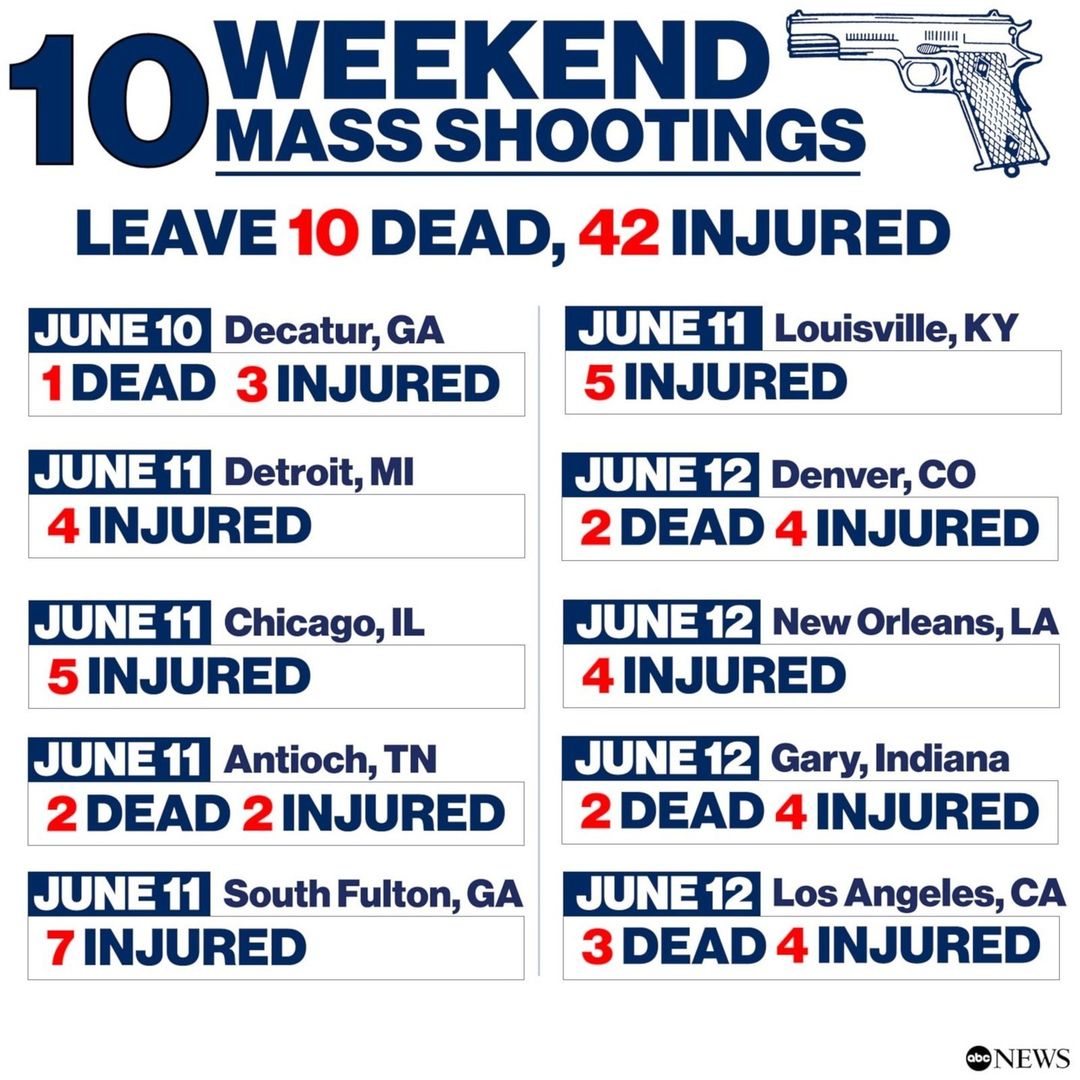 10 WEEKEND
MASS SHOOTINGS
LEAVE 10 DEAD, 42 INJURED
JUNE 10 Decatur, GA
1 DEAD 3 INJURED
JUNE 11 Detroit, MI
4 INJURED
JUNE 11 Chicago, IL
5 INJURED
JUNE 11 Antioch, TN
2 DEAD 2 INJURED
JUNE 11 South Fulton, GA
7 INJURED
JUNE 11 Louisville, KY
5 INJURED
JUNE 12 Denver, CO
2 DEAD 4 INJURED
JUNE 12 New Orleans, LA
4 INJURED
JUNE 12 Gary, Indiana
2 DEAD 4 INJURED
JUNE 12 Los Angeles, CA
3 DEAD 4 INJURED
abc NEWS